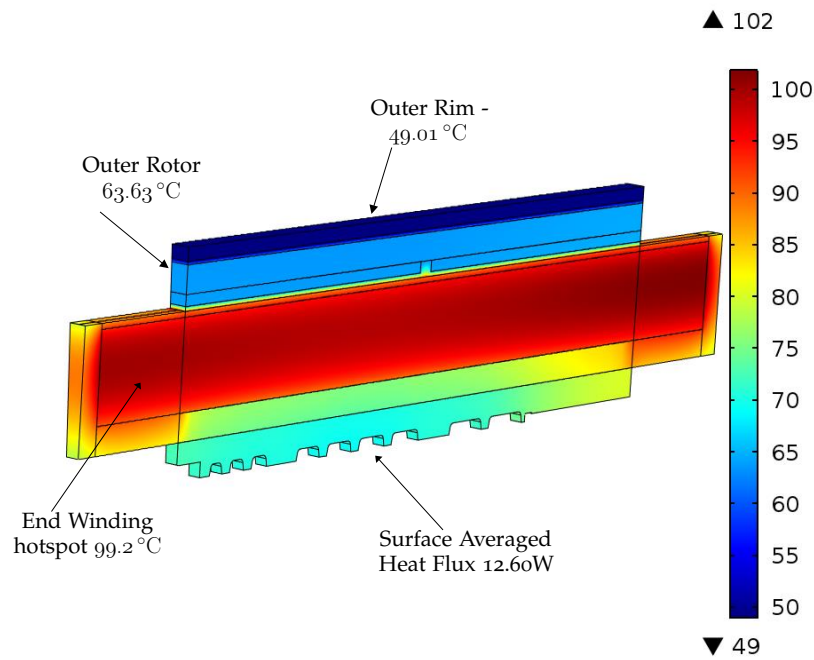 ▲ 102
Outer Rim -
49.01 °C
Outer Rotor
63.63 °C
100
95
90
85
80
75
70
65
60
55
50
End Winding
hotspot 99.2 °C
Surface Averaged
Heat Flux 12.60W
▼ 49